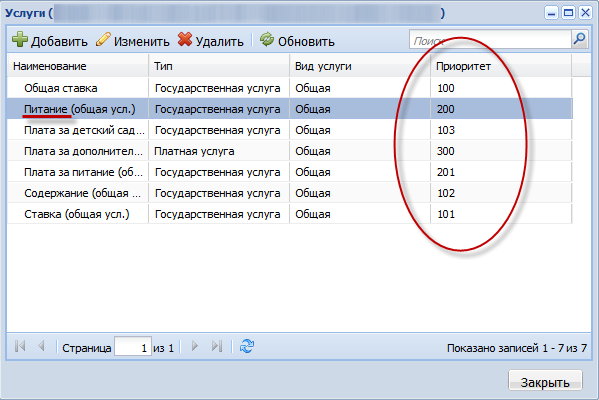 Услуги ( )
Добавить Изменить Удалить Обновить Поиск
Наименование Тип Вид услуги Приоритет
Общая ставка Государственная услуга Общая 100
Питание (общая усл.) Государственная услуга Общая 200
Плата за детский сад... Государственная услуга Общая 103
Плата за дополнител... Платная услуга Общая 300
Плата за питание (об... Государственная услуга Общая 201
Содержание (общая ... Государственная услуга Общая 102
Ставка (общая усл.) Государственная услуга Общая 101
Страница 1 из 1 Показано записей 1 - 7 из 7
Закрыть